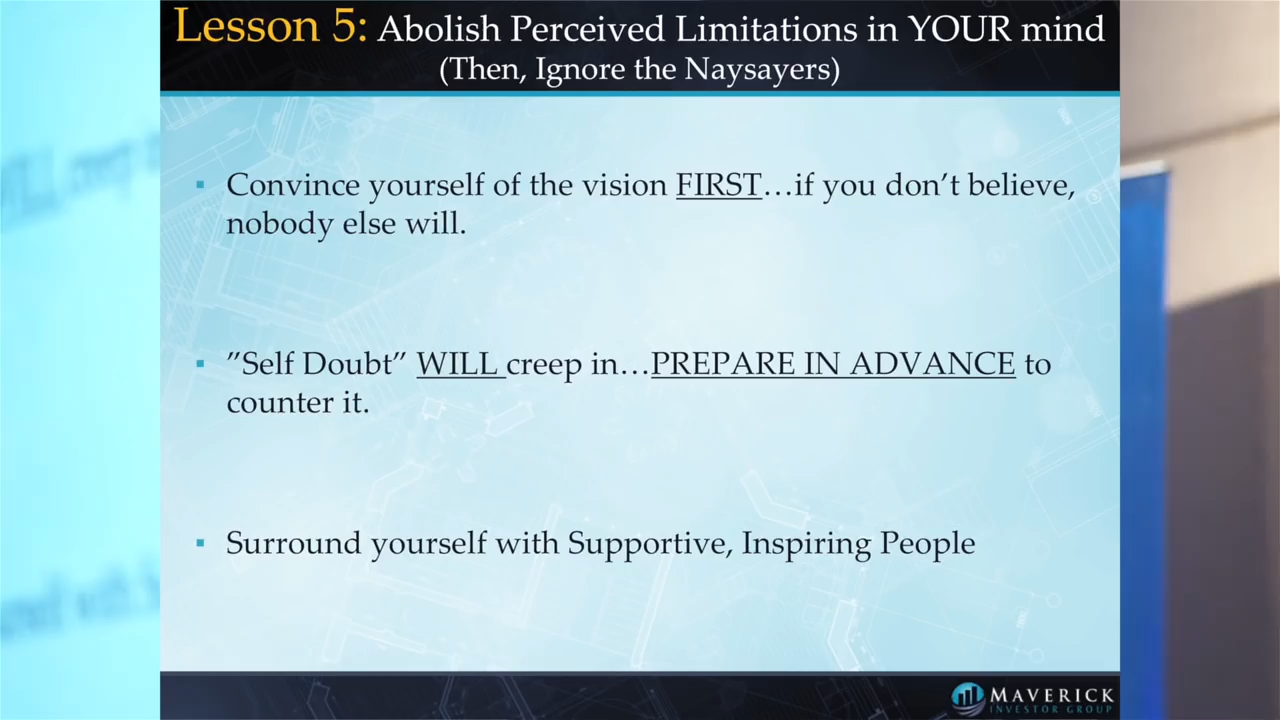 Lesson 5: Abolish Perceived Limitations in YOUR mind
(Then, Ignore the Naysayers)
▪ Convince yourself of the vision FIRST…if you don’t believe,
nobody else will.
▪ ”Self Doubt” WILL creep in…PREPARE IN ADVANCE to
counter it.
▪ Surround yourself with Supportive, Inspiring People
MAVERICK
INVESTOR GROUP